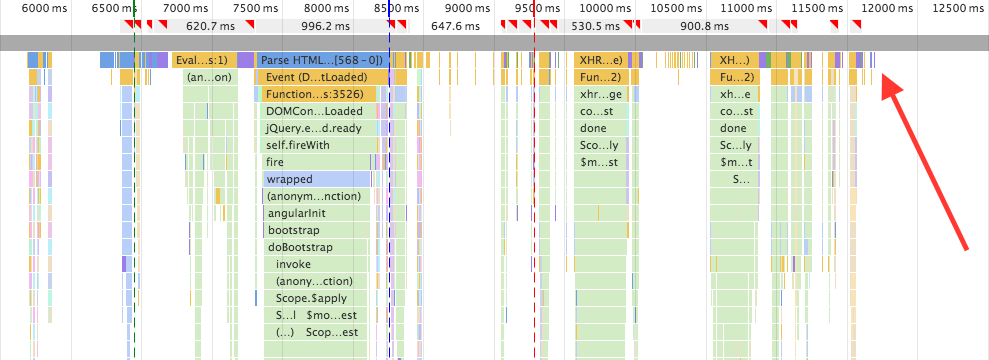 6000 ms 6500 ms 7000 ms 7500 ms 8000 ms 8500 ms 9000 ms 9500 ms 10000 ms 10500 ms 11000 ms 11500 ms 12000 ms 12500 ms
620.7 ms 996.2 ms 647.6 ms 530.5 ms 900.8 ms
Eval...s:1) Parse HTML...[568 – 0]) XHR...e) XH...)
(an...on) Event (D...tLoaded) Fun...2) Fu...2)
Function...s:3526) xhr...ge xh...e
DOMCon...Loaded co...st co...st
jQuery.e...d.ready done done
self.fireWith Sco...ly Sc...ly
fire $m...st $m...t
wrapped S...
(anonym...nction)
angularInit
bootstrap
doBootstrap
invoke
(anony...ction)
Scope.$apply
S...l $mo...est
(...) Scop...est